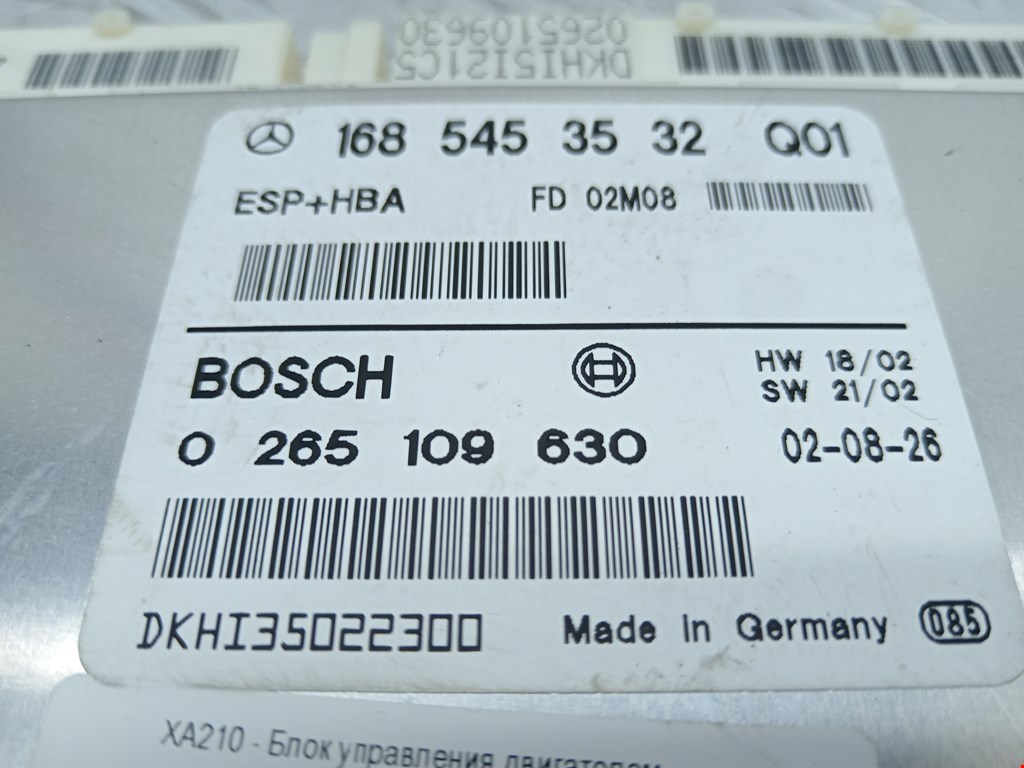 0265109630
DKHI5I21C5
168 545 35 32 Q01
ESP+HBA FD 02M08
BOSCH HW 18/02
SW 21/02
0 265 109 630 02-08-26
DKHI35022300 Made in Germany 085
XA210 - Блок управления двигателем